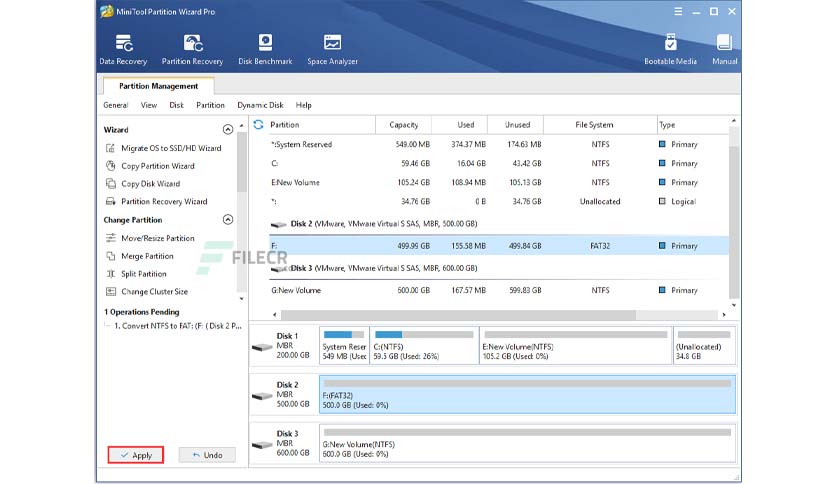 MiniTool Partition Wizard Pro
Data Recovery Partition Recovery Disk Benchmark Space Analyzer Bootable Media Manual
Partition Management
General View Disk Partition Dynamic Disk Help
Wizard
Migrate OS to SSD/HD Wizard
Copy Partition Wizard
Copy Disk Wizard
Partition Recovery Wizard
Change Partition
Move/Resize Partition
Merge Partition
Split Partition
Change Cluster Size
1 Operations Pending
1. Convert NTFS to FAT: (F: ( Disk 2 P...
Apply Undo
Partition Capacity Used Unused File System Type
*:System Reserved 549.00 MB 374.37 MB 174.63 MB NTFS Primary
C: 59.46 GB 16.04 GB 43.42 GB NTFS Primary
E:New Volume 105.24 GB 108.94 MB 105.13 GB NTFS Primary
*: 34.76 GB 0 B 34.76 GB Unallocated Logical
Disk 2 (VMware, VMware Virtual S SAS, MBR, 500.00 GB)
F: 499.99 GB 155.58 MB 499.84 GB FAT32 Primary
FILECR
Disk 3 (VMware, VMware Virtual S SAS, MBR, 600.00 GB)
G:New Volume 600.00 GB 167.57 MB 599.83 GB NTFS Primary
Disk 1
MBR
200.00 GB
System Reser
549 MB (Usec
C:(NTFS)
59.5 GB (Used: 26%)
E:New Volume(NTFS)
105.2 GB (Used: 0%)
(Unallocated)
34.8 GB
Disk 2
MBR
500.00 GB
F:(FAT32)
500.0 GB (Used: 0%)
Disk 3
MBR
600.00 GB
G:New Volume(NTFS)
600.0 GB (Used: 0%)